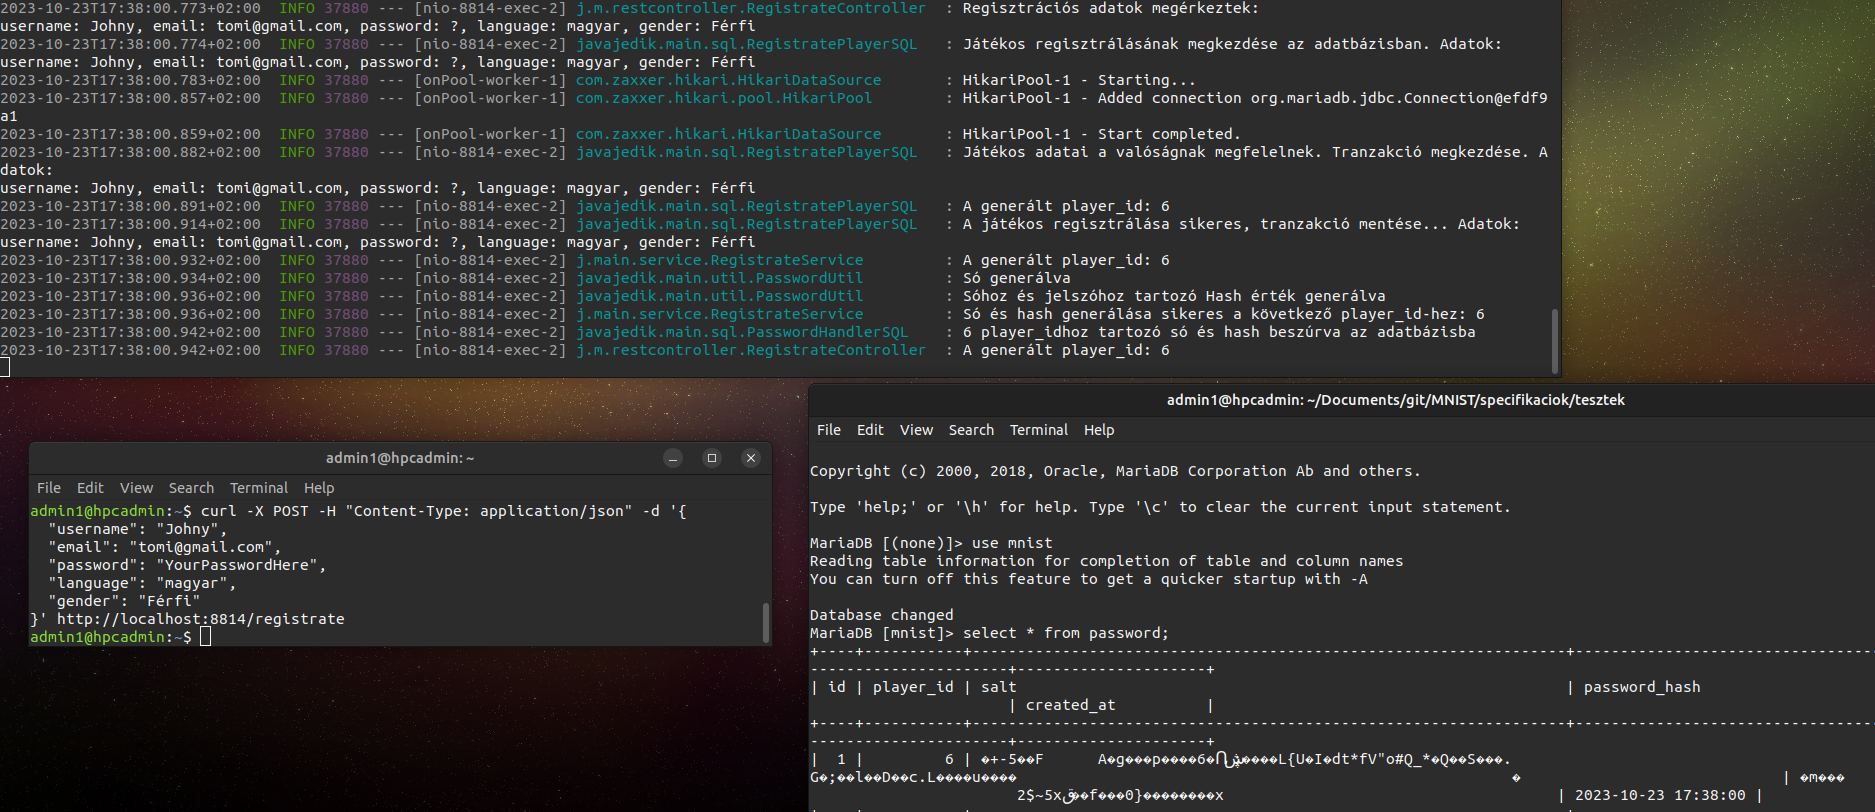 2023-10-23T17:38:00.773+02:00  INFO 37880 --- [nio-8814-exec-2] j.m.restcontroller.RegistrateController  : Regisztrációs adatok megérkeztek:
username: Johny, email: tomi@gmail.com, password: ?, language: magyar, gender: Férfi
2023-10-23T17:38:00.774+02:00  INFO 37880 --- [nio-8814-exec-2] javajedik.main.sql.RegistratePlayerSQL   : Játékos regisztrálásának megkezdése az adatbázisban. Adatok:
username: Johny, email: tomi@gmail.com, password: ?, language: magyar, gender: Férfi
2023-10-23T17:38:00.783+02:00  INFO 37880 --- [onPool-worker-1] com.zaxxer.hikari.HikariDataSource       : HikariPool-1 - Starting...
2023-10-23T17:38:00.857+02:00  INFO 37880 --- [onPool-worker-1] com.zaxxer.hikari.pool.HikariPool        : HikariPool-1 - Added connection org.mariadb.jdbc.Connection@efdf9
a1
2023-10-23T17:38:00.859+02:00  INFO 37880 --- [onPool-worker-1] com.zaxxer.hikari.HikariDataSource       : HikariPool-1 - Start completed.
2023-10-23T17:38:00.882+02:00  INFO 37880 --- [nio-8814-exec-2] javajedik.main.sql.RegistratePlayerSQL   : Játékos adatai a valóságnak megfelelnek. Tranzakció megkezdése. A
datok:
username: Johny, email: tomi@gmail.com, password: ?, language: magyar, gender: Férfi
2023-10-23T17:38:00.891+02:00  INFO 37880 --- [nio-8814-exec-2] javajedik.main.sql.RegistratePlayerSQL   : A generált player_id: 6
2023-10-23T17:38:00.914+02:00  INFO 37880 --- [nio-8814-exec-2] javajedik.main.sql.RegistratePlayerSQL   : A játékos regisztrálása sikeres, tranzakció mentése... Adatok:
username: Johny, email: tomi@gmail.com, password: ?, language: magyar, gender: Férfi
2023-10-23T17:38:00.932+02:00  INFO 37880 --- [nio-8814-exec-2] j.main.service.RegistrateService         : A generált player_id: 6
2023-10-23T17:38:00.934+02:00  INFO 37880 --- [nio-8814-exec-2] javajedik.main.util.PasswordUtil         : Só generálva
2023-10-23T17:38:00.936+02:00  INFO 37880 --- [nio-8814-exec-2] javajedik.main.util.PasswordUtil         : Sóhoz és jelszóhoz tartozó Hash érték generálva
2023-10-23T17:38:00.936+02:00  INFO 37880 --- [nio-8814-exec-2] j.main.service.RegistrateService         : Só és hash generálása sikeres a következő player_id-hez: 6
2023-10-23T17:38:00.942+02:00  INFO 37880 --- [nio-8814-exec-2] javajedik.main.sql.PasswordHandlerSQL    : 6 player_idhoz tartozó só és hash beszúrva az adatbázisba
2023-10-23T17:38:00.942+02:00  INFO 37880 --- [nio-8814-exec-2] j.m.restcontroller.RegistrateController  : A generált player_id: 6
admin1@hpcadmin: ~
File Edit View Search Terminal Help
admin1@hpcadmin:~$ curl -X POST -H "Content-Type: application/json" -d '{
  "username": "Johny",
  "email": "tomi@gmail.com",
  "password": "YourPasswordHere",
  "language": "magyar",
  "gender": "Férfi"
}' http://localhost:8814/registrate
admin1@hpcadmin:~$
admin1@hpcadmin: ~/Documents/git/MNIST/specifikaciok/tesztek
File Edit View Search Terminal Help
Copyright (c) 2000, 2018, Oracle, MariaDB Corporation Ab and others.
Type 'help;' or '\h' for help. Type '\c' to clear the current input statement.
MariaDB [(none)]> use mnist
Reading table information for completion of table and column names
You can turn off this feature to get a quicker startup with -A
Database changed
MariaDB [mnist]> select * from password;
| id | player_id | salt | password_hash
| created_at |
| 1 | 6 |
| 2023-10-23 17:38:00 |